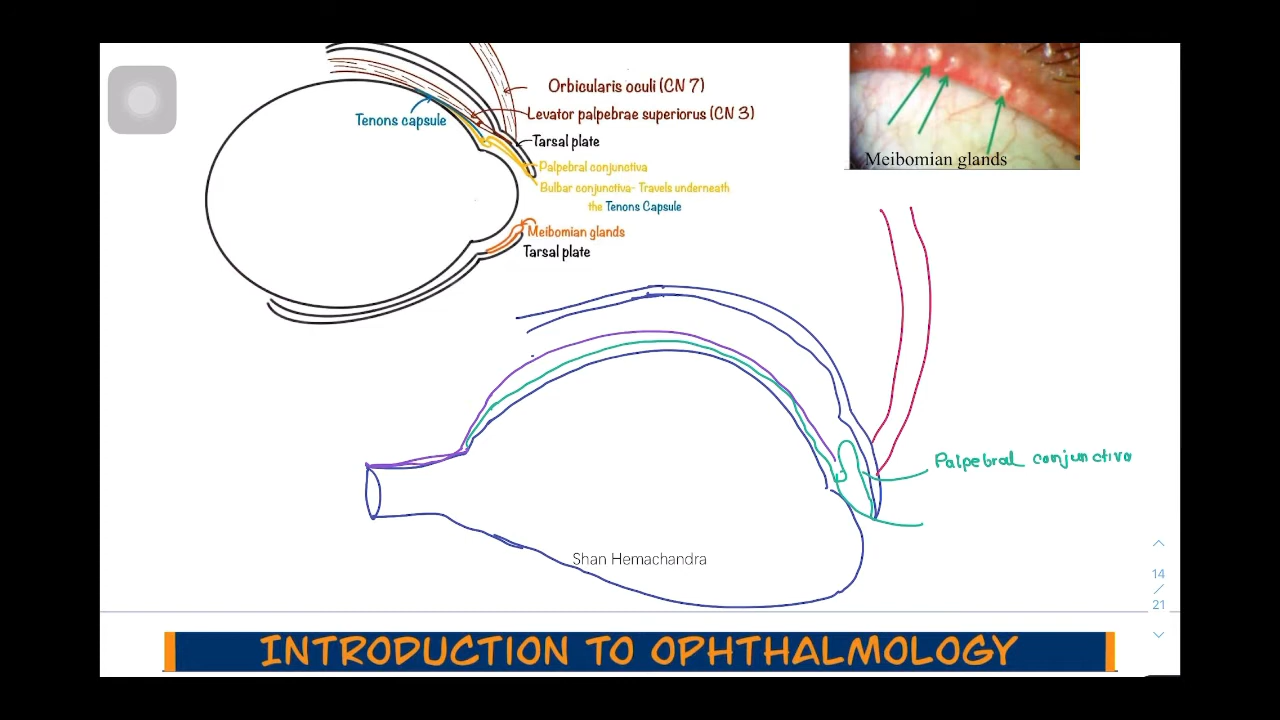 Orbicularis oculi (CN 7)
Levator palpebrae superiorus (CN 3)
Tenons capsule
Tarsal plate
Palpebral conjunctiva
Bulbar conjunctiva- Travels underneath
the Tenons Capsule
Meibomian glands
Tarsal plate
Meibomian glands
Palpebral conjunctiva
Shan Hemachandra
14
/
21
INTRODUCTION TO OPHTHALMOLOGY